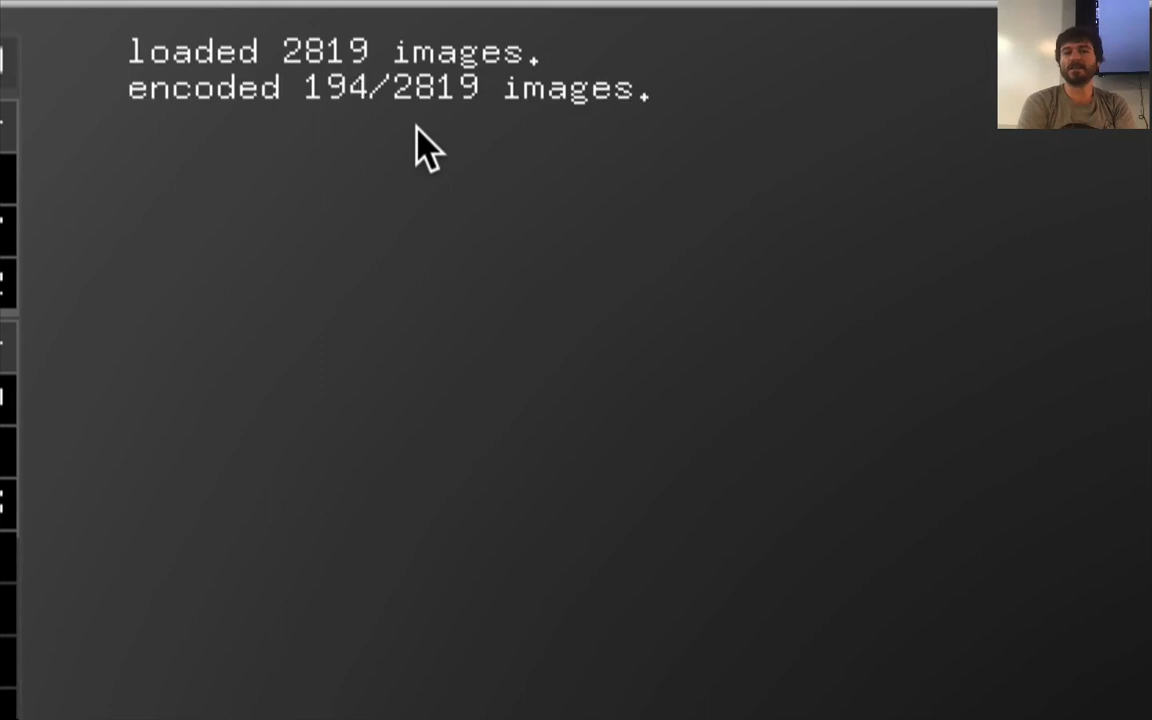 loaded 2819 images.
encoded 194/2819 images.